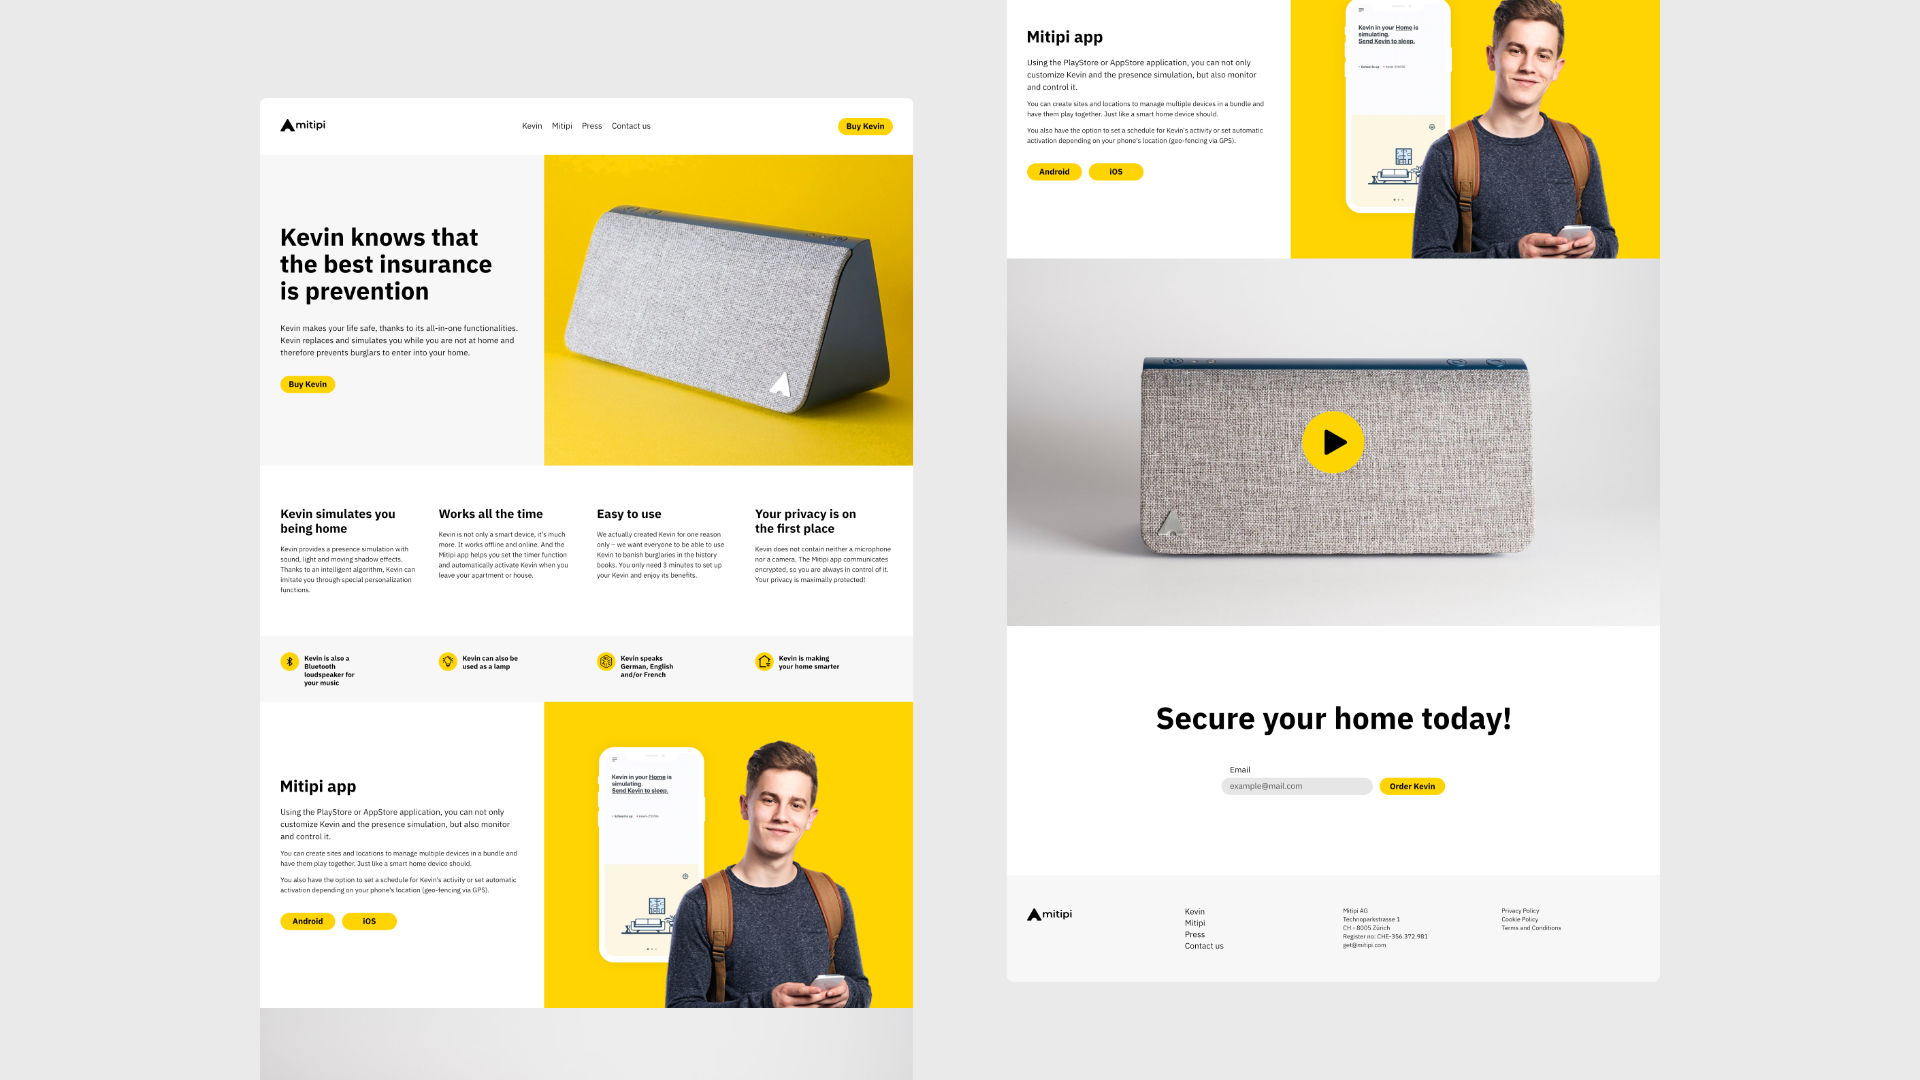 mitipi
Kevin Mitipi Press Contact us
Buy Kevin
Kevin knows that
the best insurance
is prevention
Kevin makes your life safe, thanks to its all-in-one functionalities.
Kevin replaces and simulates you while you are not at home and
therefore prevents burglars to enter into your home.
Buy Kevin
Kevin simulates you
being home
Kevin provides a presence simulation with
sound, light and moving shadow effects.
Thanks to an intelligent algorithm, Kevin can
imitate you through special personalization
functions.
Works all the time
Kevin is not only a smart device, it's much
more. It works offline and online. And the
Mitipi app helps you set the timer function
and automatically activate Kevin when you
leave your apartment or house.
Easy to use
We actually created Kevin for one reason
only – we want everyone to be able to use
Kevin to banish burglaries in the history
books. You only need 3 minutes to set up
your Kevin and enjoy its benefits.
Your privacy is on
the first place
Kevin does not contain neither a microphone
nor a camera. The Mitipi app communicates
encrypted, so you are always in control of it.
Your privacy is maximally protected!
Kevin is also a
Bluetooth
loudspeaker for
your music
Kevin can also be
used as a lamp
Kevin speaks
German, English
and/or French
Kevin is making
your home smarter
Mitipi app
Using the PlayStore or AppStore application, you can not only
customize Kevin and the presence simulation, but also monitor
and control it.
You can create sites and locations to manage multiple devices in a bundle and
have them play together. Just like a smart home device should.
You also have the option to set a schedule for Kevin's activity or set automatic
activation depending on your phone's location (geo-fencing via GPS).
Android
iOS
Kevin in your Home is
simulating.
Send Kevin to sleep.
Mitipi app
Using the PlayStore or AppStore application, you can not only
customize Kevin and the presence simulation, but also monitor
and control it.
You can create sites and locations to manage multiple devices in a bundle and
have them play together. Just like a smart home device should.
You also have the option to set a schedule for Kevin's activity or set automatic
activation depending on your phone's location (geo-fencing via GPS).
Android
iOS
Kevin in your Home is
simulating.
Send Kevin to sleep.
Secure your home today!
Email
example@mail.com
Order Kevin
mitipi
Kevin
Mitipi
Press
Contact us
Mitipi AG
Technoparkstrasse 1
CH - 8005 Zürich
Register no: CHE-356.372.981
get@mitipi.com
Privacy Policy
Cookie Policy
Terms and Conditions